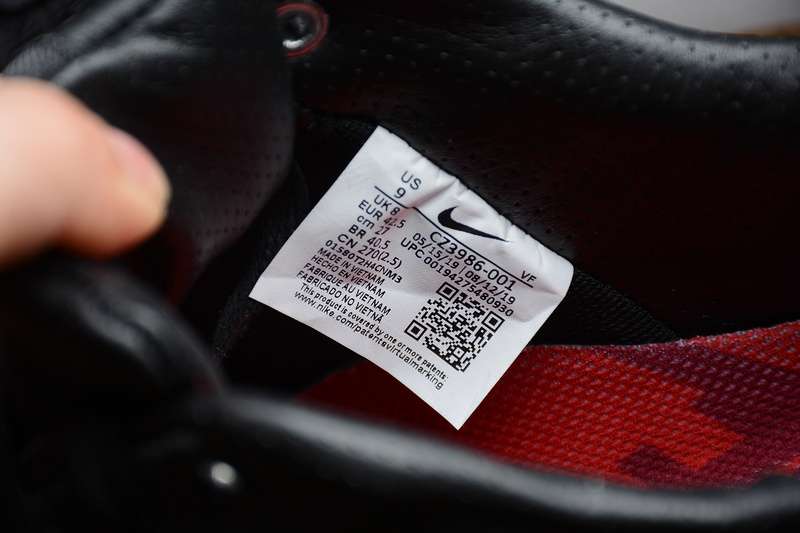 US
9
UK 8
EUR 42.5
cm 27
BR 40.5
CN 270(2.5)
0158OT2H4CNVM3
VF
CZ3986-001
05/15/19 08/12/19
UPC 00194275480930
MADE IN VIETNAM
HECHO EN VIETNAM
FABRIQUE AU VIETNAM
FABRICADO NO VIETNÃ
This product is covered by one or more patents:
www.nike.com/patentsvirtualmarking